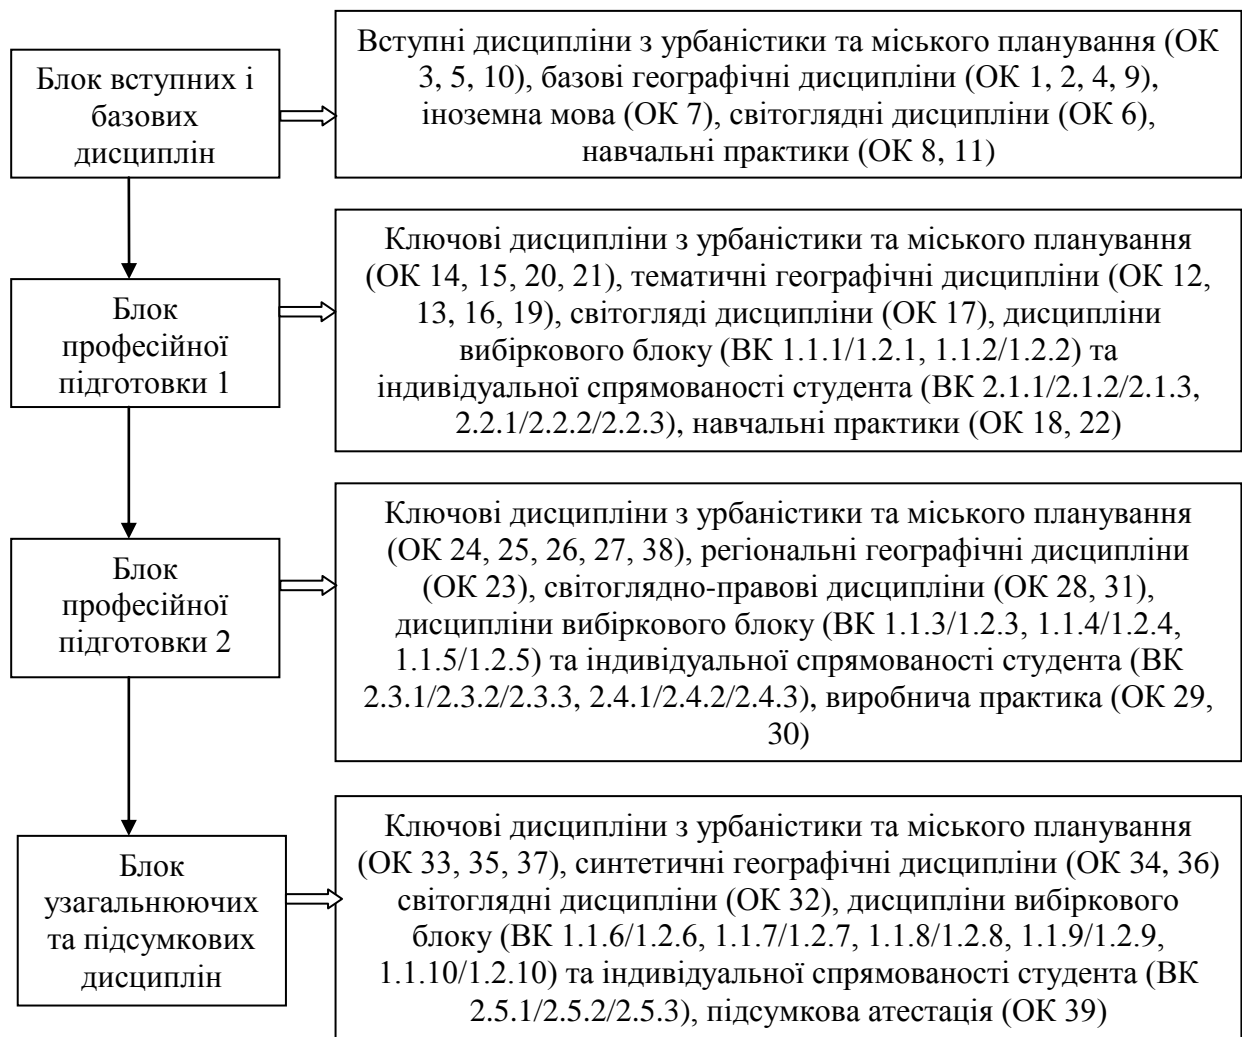 Блок вступних і
базових
дисциплін
Вступні дисципліни з урбаністики та міського планування (ОК
3, 5, 10), базові географічні дисципліни (ОК 1, 2, 4, 9),
іноземна мова (ОК 7), світоглядні дисципліни (ОК 6),
навчальні практики (ОК 8, 11)
Блок
професійної
підготовки 1
Ключові дисципліни з урбаністики та міського планування
(ОК 14, 15, 20, 21), тематичні географічні дисципліни (ОК 12,
13, 16, 19), світогляді дисципліни (ОК 17), дисципліни
вибіркового блоку (ВК 1.1.1/1.2.1, 1.1.2/1.2.2) та
індивідуальної спрямованості студента (ВК 2.1.1/2.1.2/2.1.3,
2.2.1/2.2.2/2.2.3), навчальні практики (ОК 18, 22)
Блок
професійної
підготовки 2
Ключові дисципліни з урбаністики та міського планування
(ОК 24, 25, 26, 27, 38), регіональні географічні дисципліни
(ОК 23), світоглядно-правові дисципліни (ОК 28, 31),
дисципліни вибіркового блоку (ВК 1.1.3/1.2.3, 1.1.4/1.2.4,
1.1.5/1.2.5) та індивідуальної спрямованості студента (ВК
2.3.1/2.3.2/2.3.3, 2.4.1/2.4.2/2.4.3), виробнича практика (ОК 29,
30)
Блок
узагальнюючих
та підсумкових
дисциплін
Ключові дисципліни з урбаністики та міського планування
(ОК 33, 35, 37), синтетичні географічні дисципліни (ОК 34, 36)
світоглядні дисципліни (ОК 32), дисципліни вибіркового
блоку (ВК 1.1.6/1.2.6, 1.1.7/1.2.7, 1.1.8/1.2.8, 1.1.9/1.2.9,
1.1.10/1.2.10) та індивідуальної спрямованості студента (ВК
2.5.1/2.5.2/2.5.3), підсумкова атестація (ОК 39)